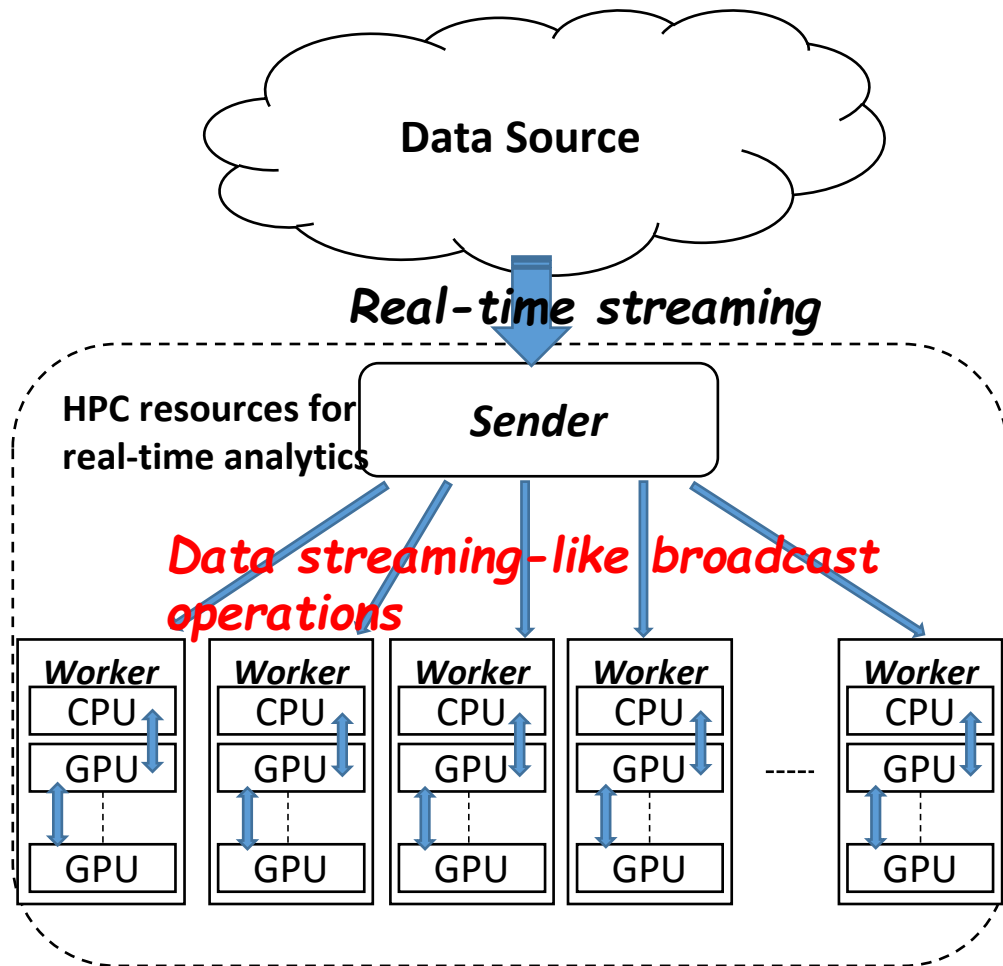 Data Source
Real-time streaming
HPC resources for
real-time analytics
Sender
Data streaming-like broadcast
operations
Worker
CPU
GPU
GPU
Worker
CPU
GPU
GPU
Worker
CPU
GPU
GPU
Worker
CPU
GPU
GPU
Worker
CPU
GPU
GPU